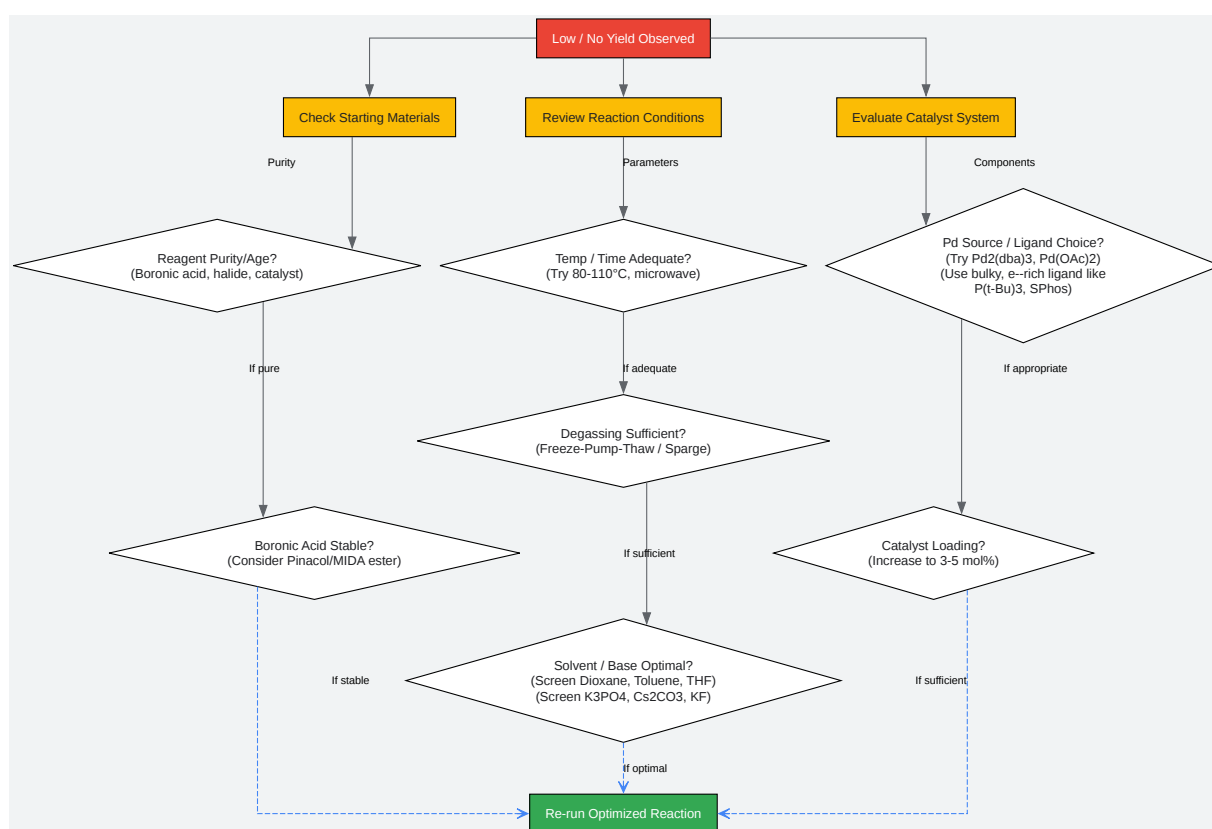 Low / No Yield Observed
Check Starting Materials
Review Reaction Conditions
Evaluate Catalyst System
Purity
Parameters
Components
Reagent Purity/Age?
(Boronic acid, halide, catalyst)
Temp / Time Adequate?
(Try 80-110°C, microwave)
Pd Source / Ligand Choice?
(Try Pd2(dba)3, Pd(OAc)2)
(Use bulky, e--rich ligand like
P(t-Bu)3, SPhos)
If pure
If adequate
If appropriate
Degassing Sufficient?
(Freeze-Pump-Thaw / Sparge)
Boronic Acid Stable?
(Consider Pinacol/MIDA ester)
If sufficient
Catalyst Loading?
(Increase to 3-5 mol%)
If stable
Solvent / Base Optimal?
(Screen Dioxane, Toluene, THF)
(Screen K3PO4, Cs2CO3, KF)
If sufficient
If optimal
Re-run Optimized Reaction